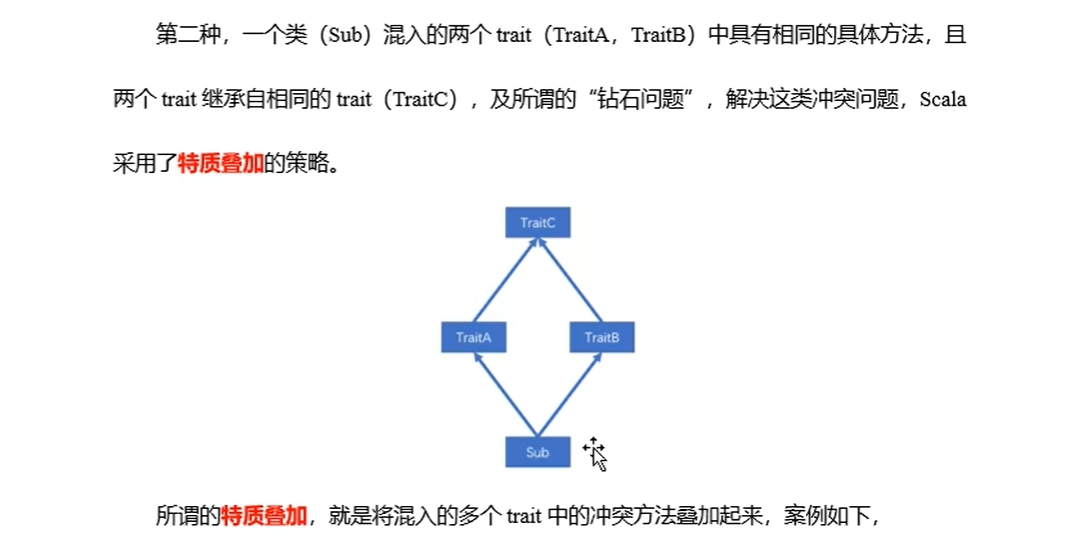 第二种，一个类（Sub）混入的两个 trait（TraitA，TraitB）中具有相同的具体方法，且
两个 trait 继承自相同的 trait（TraitC），及所谓的“钻石问题”，解决这类冲突问题，Scala
采用了特质叠加的策略。
TraitC
TraitA
TraitB
Sub
所谓的特质叠加，就是将混入的多个 trait 中的冲突方法叠加起来，案例如下，